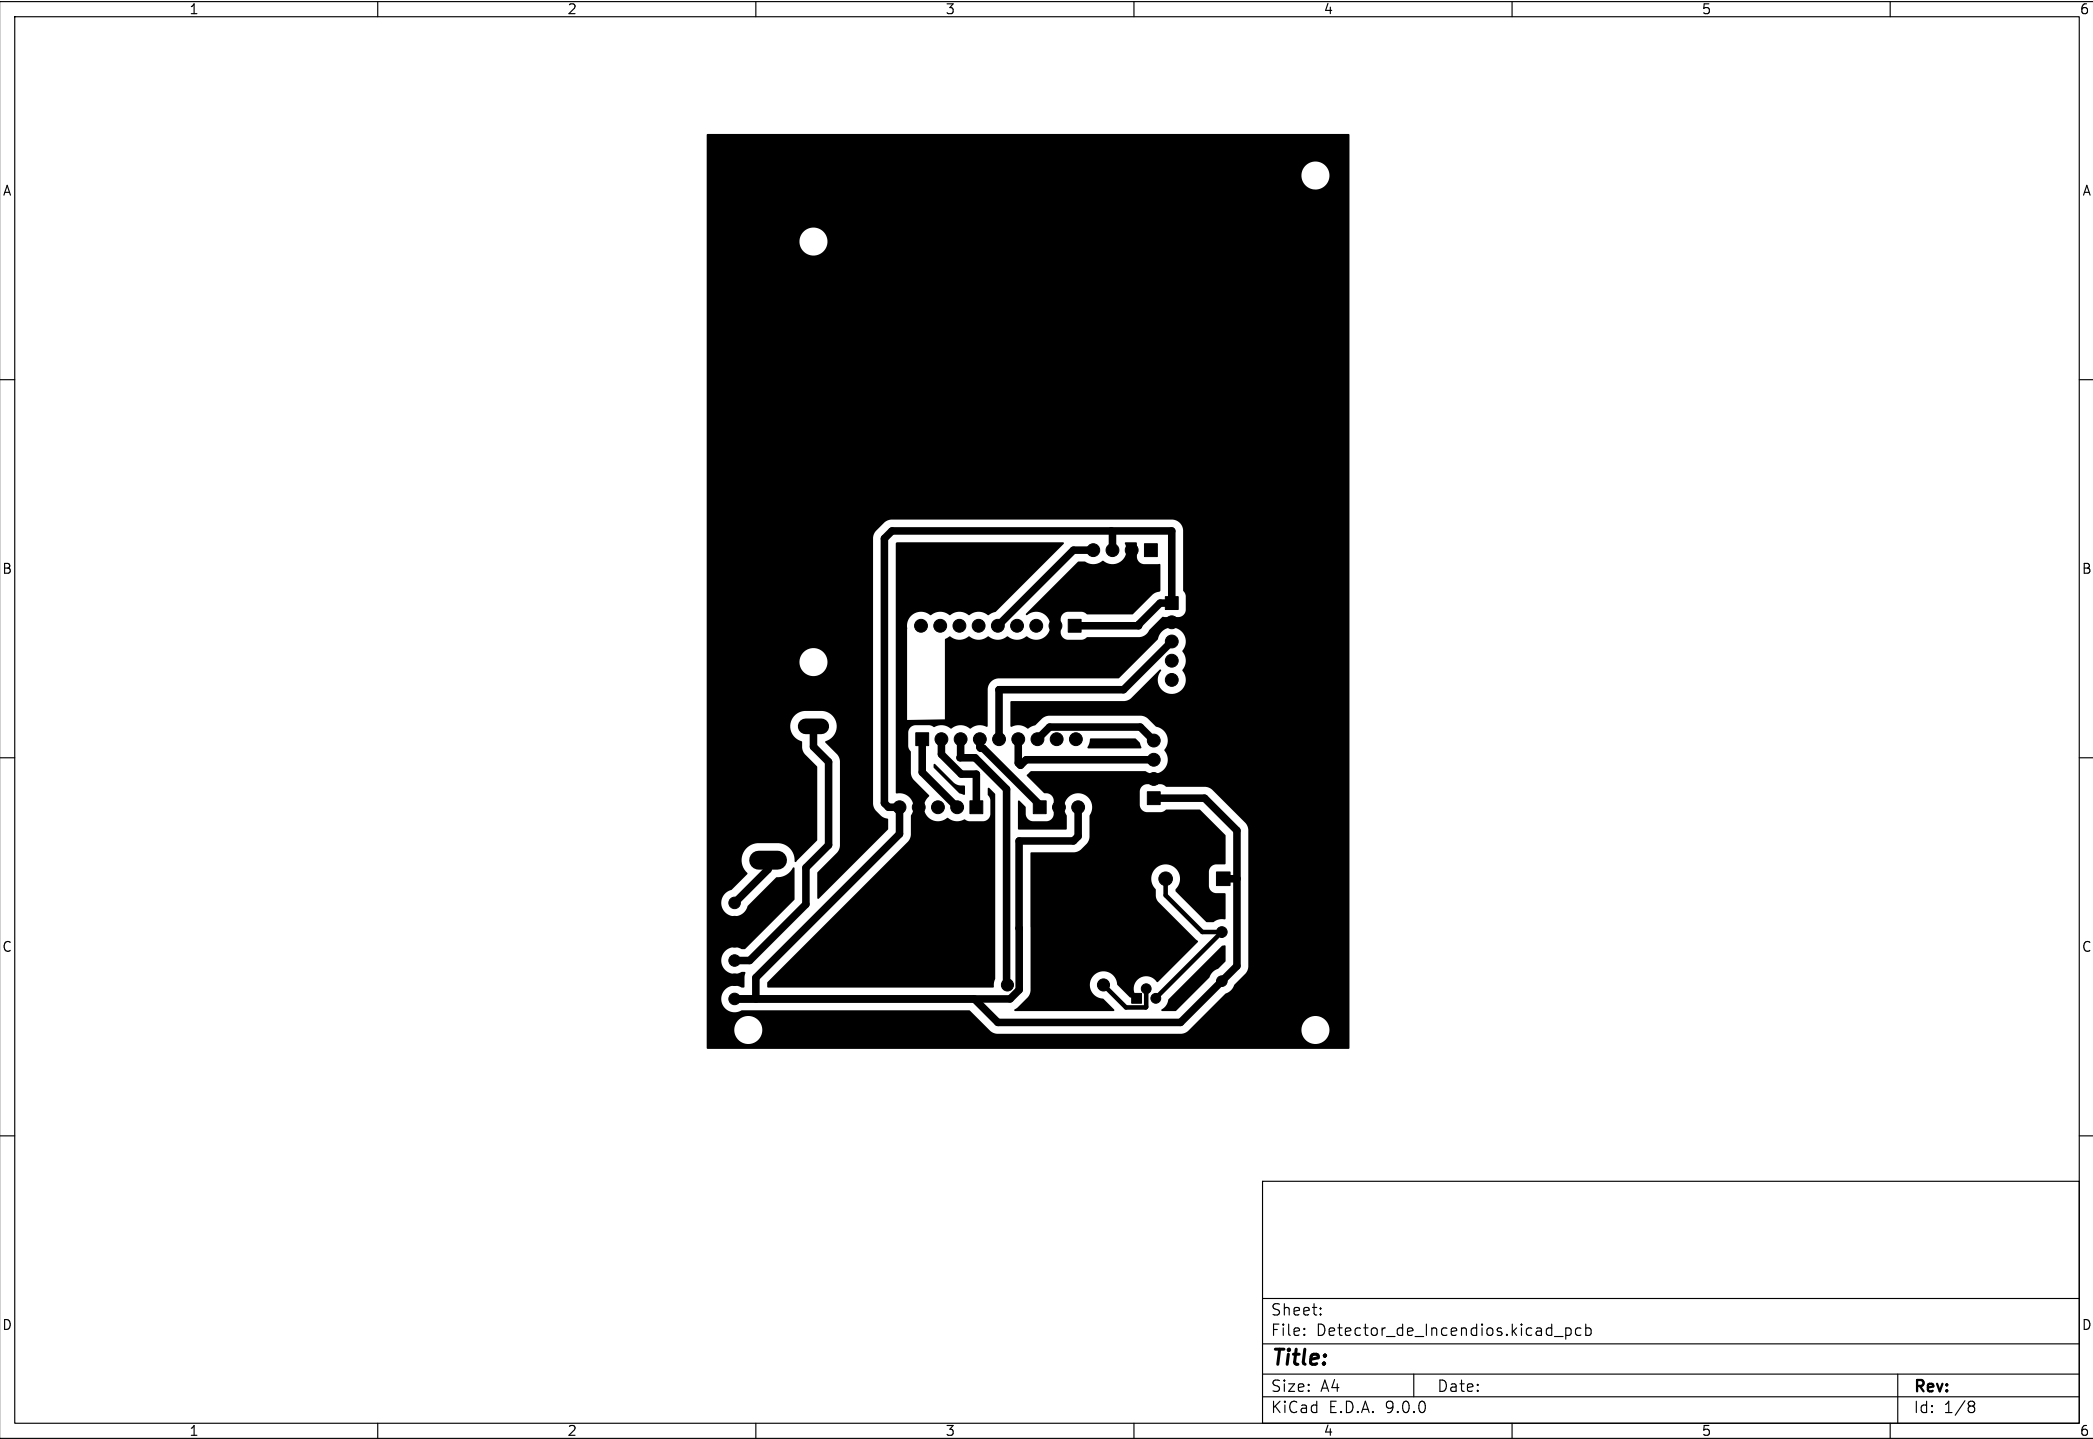 1 2 3 4 5 6
A A
B B
C C
D D
Sheet:
File: Detector_de_Incendios.kicad_pcb
Title:
Size: A4 Date: Rev:
KiCad E.D.A. 9.0.0 Id: 1/8
1 2 3 4 5 6